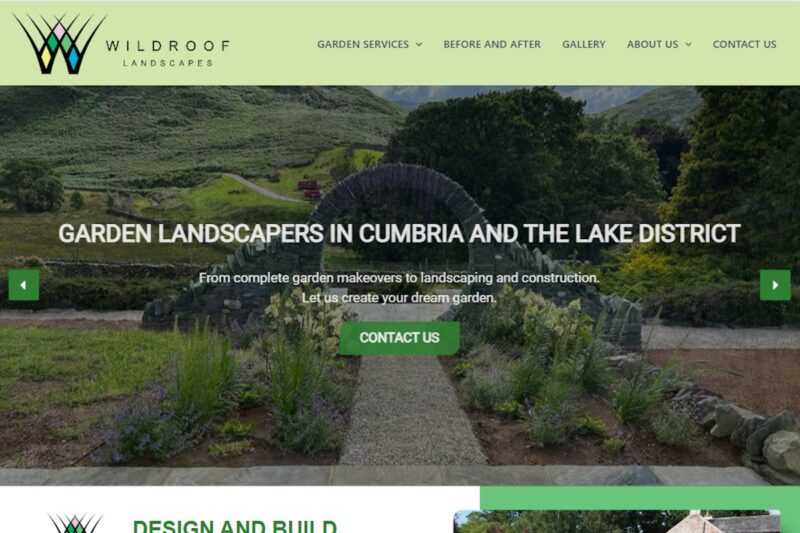 WILDROOF
LANDSCAPES
GARDEN SERVICES
BEFORE AND AFTER
GALLERY
ABOUT US
CONTACT US
GARDEN LANDSCAPERS IN CUMBRIA AND THE LAKE DISTRICT
From complete garden makeovers to landscaping and construction.
Let us create your dream garden.
CONTACT US
DESIGN AND BUILD